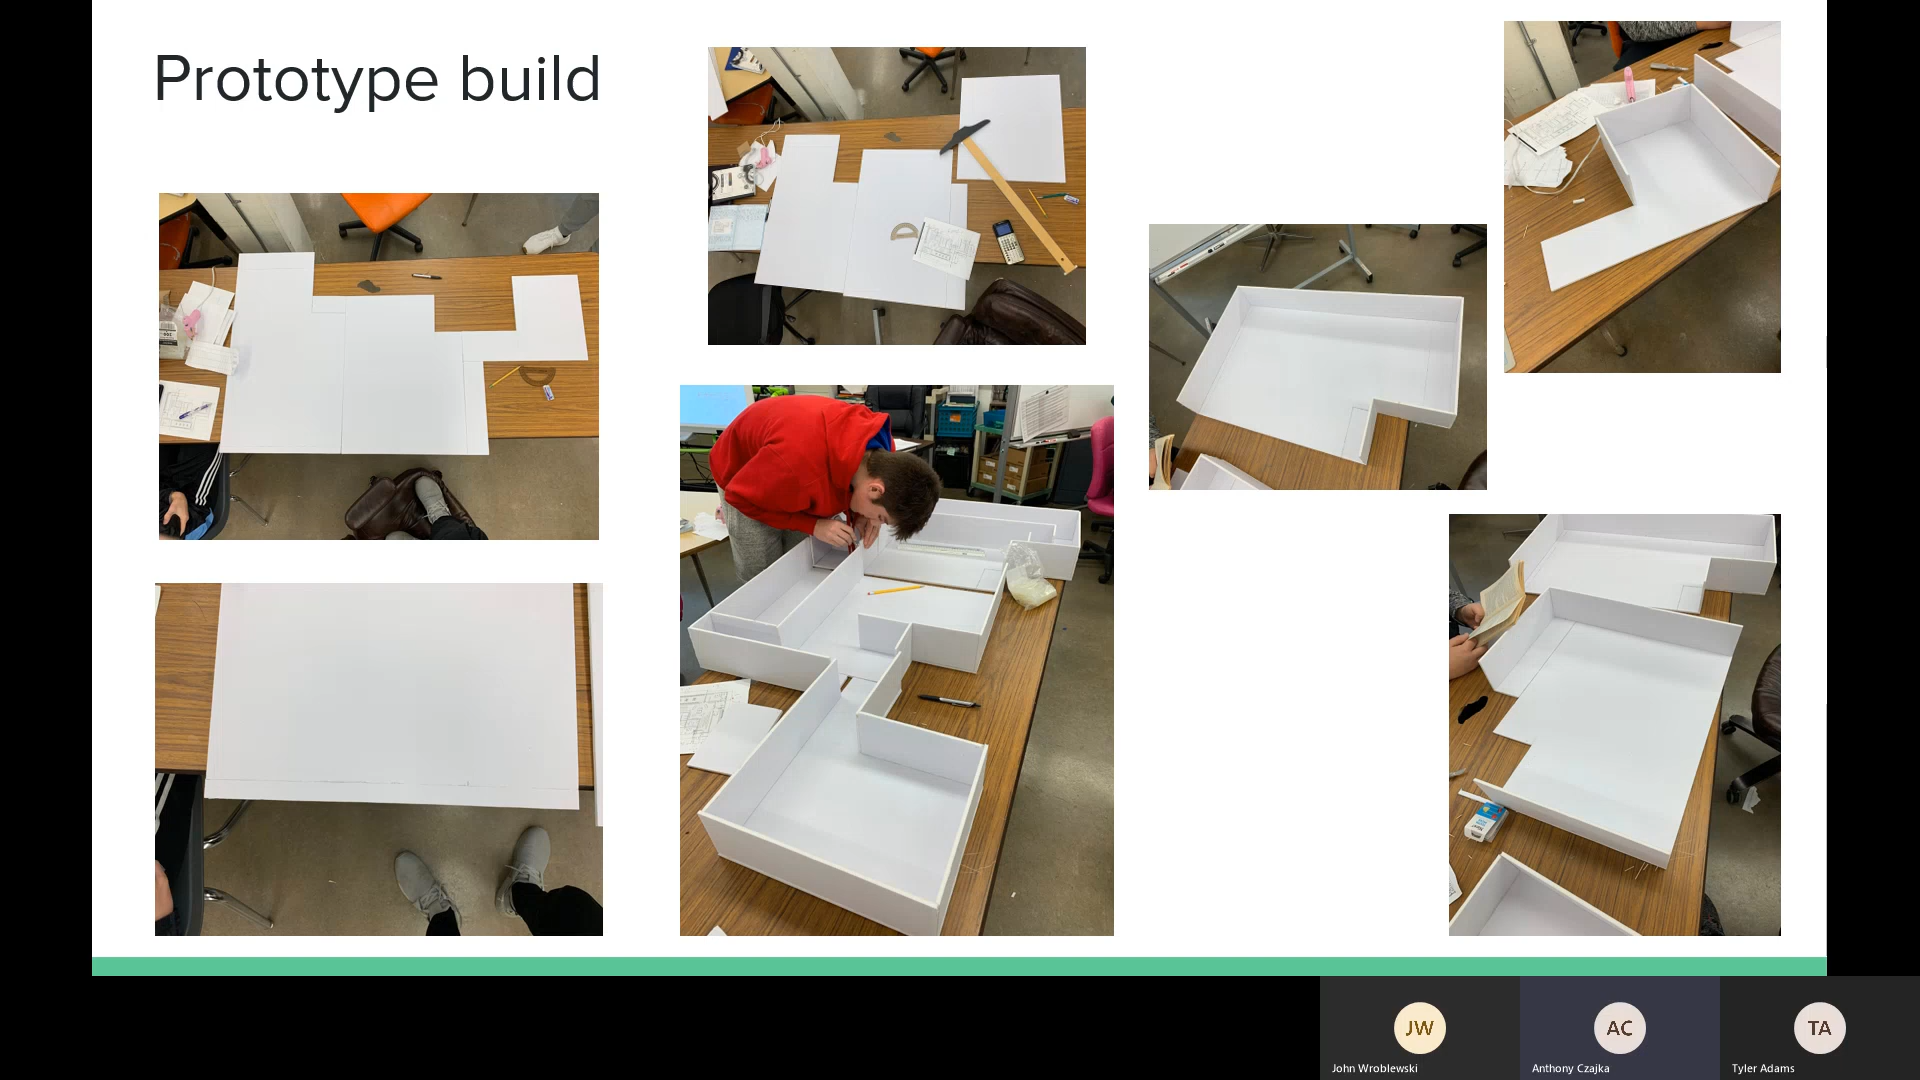 Prototype build
JW
AC
TA
John Wroblewski
Anthony Czajka
Tyler Adams